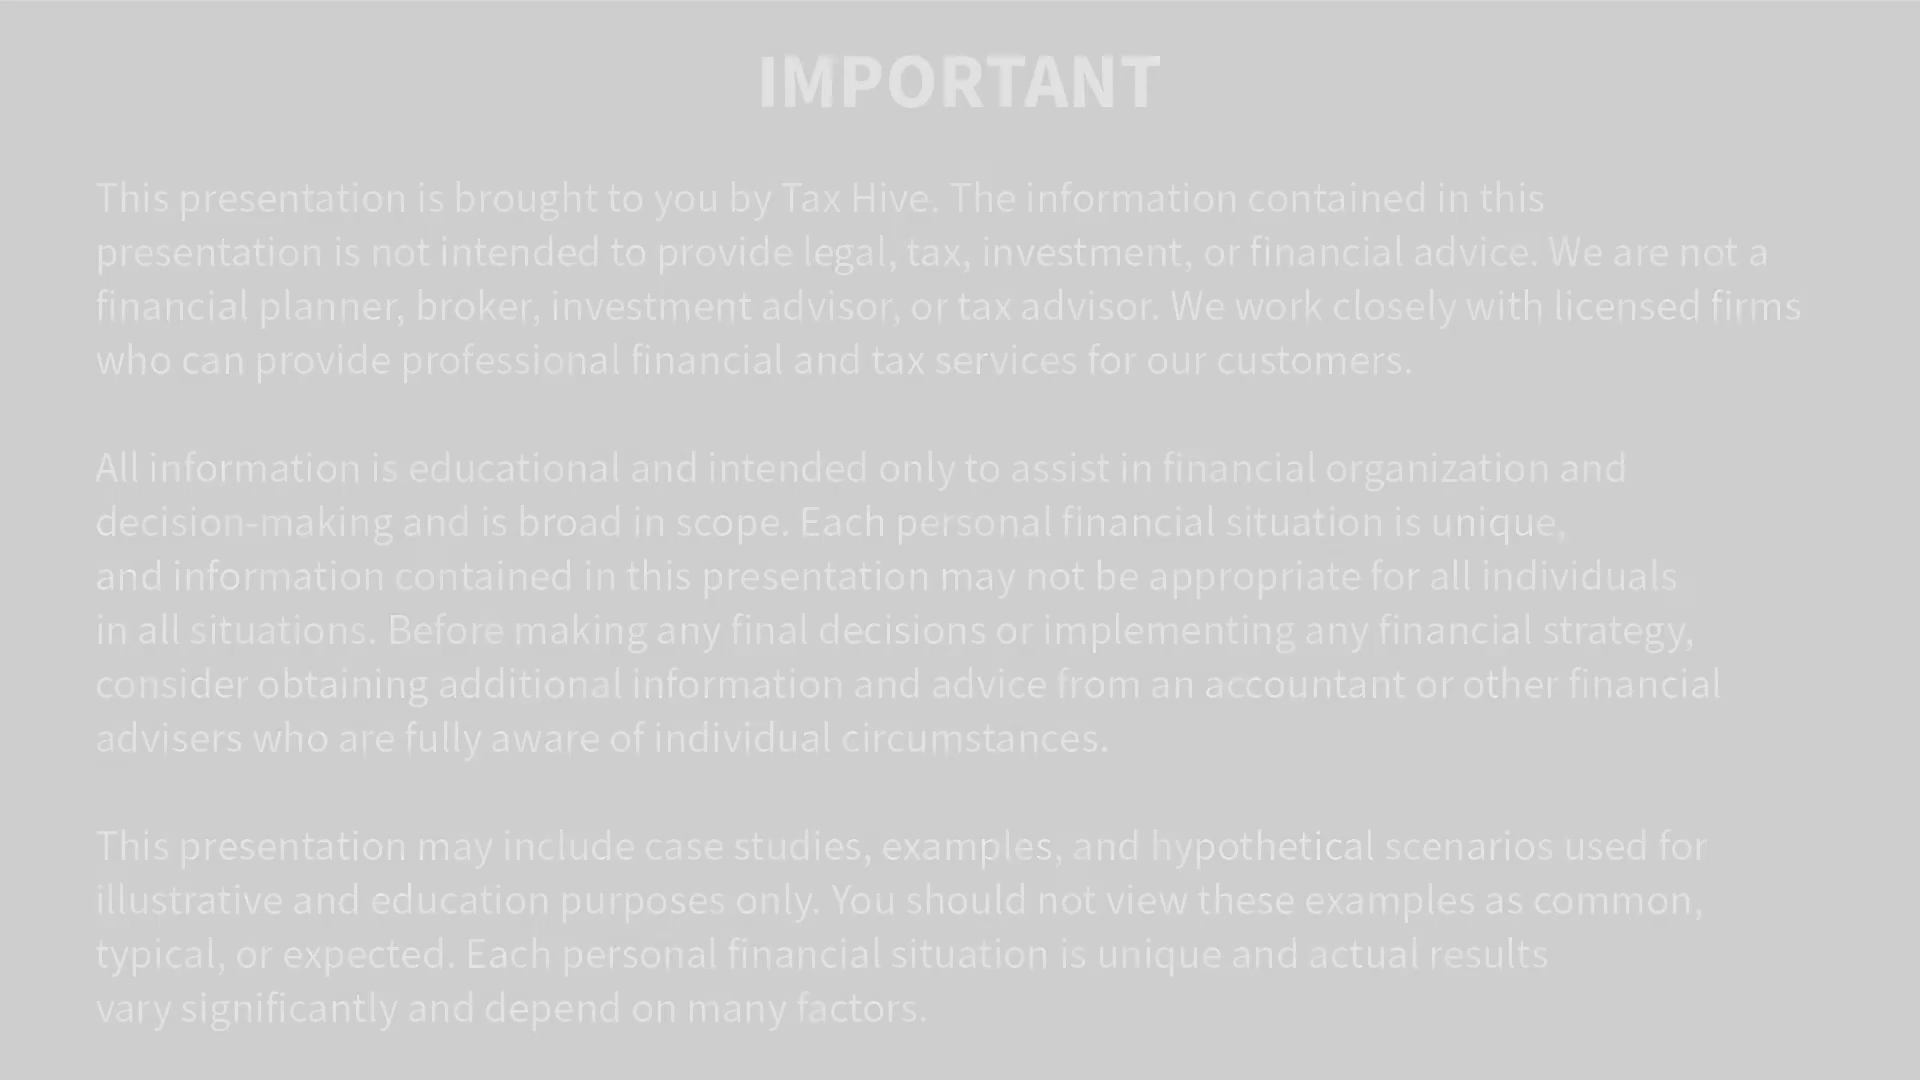 IMPORTANT
This presentation is brought to you by Tax Hive. The information contained in this
presentation is not intended to provide legal, tax, investment, or financial advice. We are not a
financial planner, broker, investment advisor, or tax advisor. We work closely with licensed firms
who can provide professional financial and tax services for our customers.
All information is educational and intended only to assist in financial organization and
decision-making and is broad in scope. Each personal financial situation is unique,
and information contained in this presentation may not be appropriate for all individuals
in all situations. Before making any final decisions or implementing any financial strategy,
consider obtaining additional information and advice from an accountant or other financial
advisers who are fully aware of individual circumstances.
This presentation may include case studies, examples, and hypothetical scenarios used for
illustrative and education purposes only. You should not view these examples as common,
typical, or expected. Each personal financial situation is unique and actual results
vary significantly and depend on many factors.